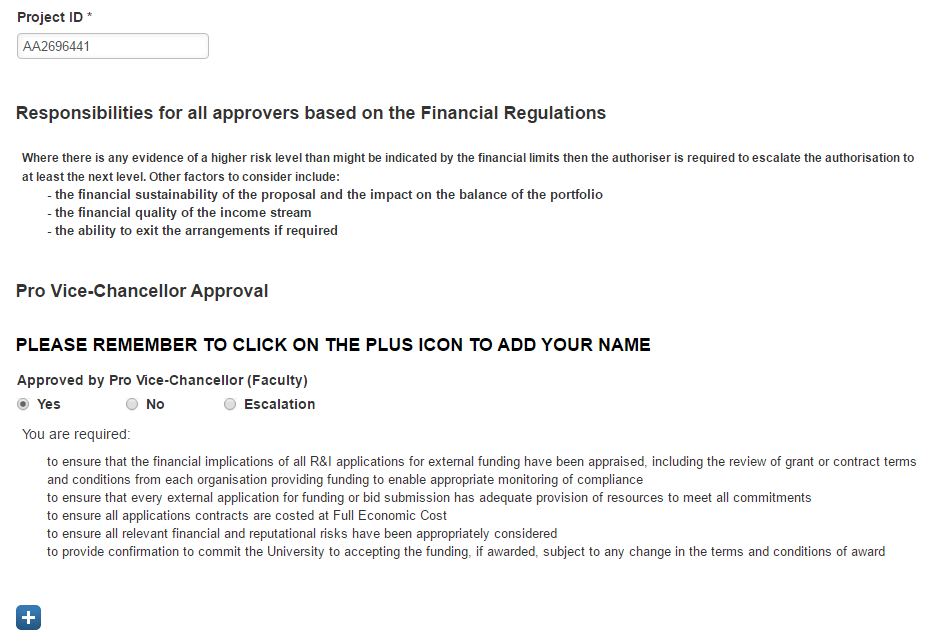 Project ID *
AA2696441
Responsibilities for all approvers based on the Financial Regulations
Where there is any evidence of a higher risk level than might be indicated by the financial limits then the authoriser is required to escalate the authorisation to
at least the next level. Other factors to consider include:
- the financial sustainability of the proposal and the impact on the balance of the portfolio
- the financial quality of the income stream
- the ability to exit the arrangements if required
Pro Vice-Chancellor Approval
PLEASE REMEMBER TO CLICK ON THE PLUS ICON TO ADD YOUR NAME
Approved by Pro Vice-Chancellor (Faculty)
Yes No Escalation
You are required:
to ensure that the financial implications of all R&I applications for external funding have been appraised, including the review of grant or contract terms
and conditions from each organisation providing funding to enable appropriate monitoring of compliance
to ensure that every external application for funding or bid submission has adequate provision of resources to meet all commitments
to ensure all applications contracts are costed at Full Economic Cost
to ensure all relevant financial and reputational risks have been appropriately considered
to provide confirmation to commit the University to accepting the funding, if awarded, subject to any change in the terms and conditions of award